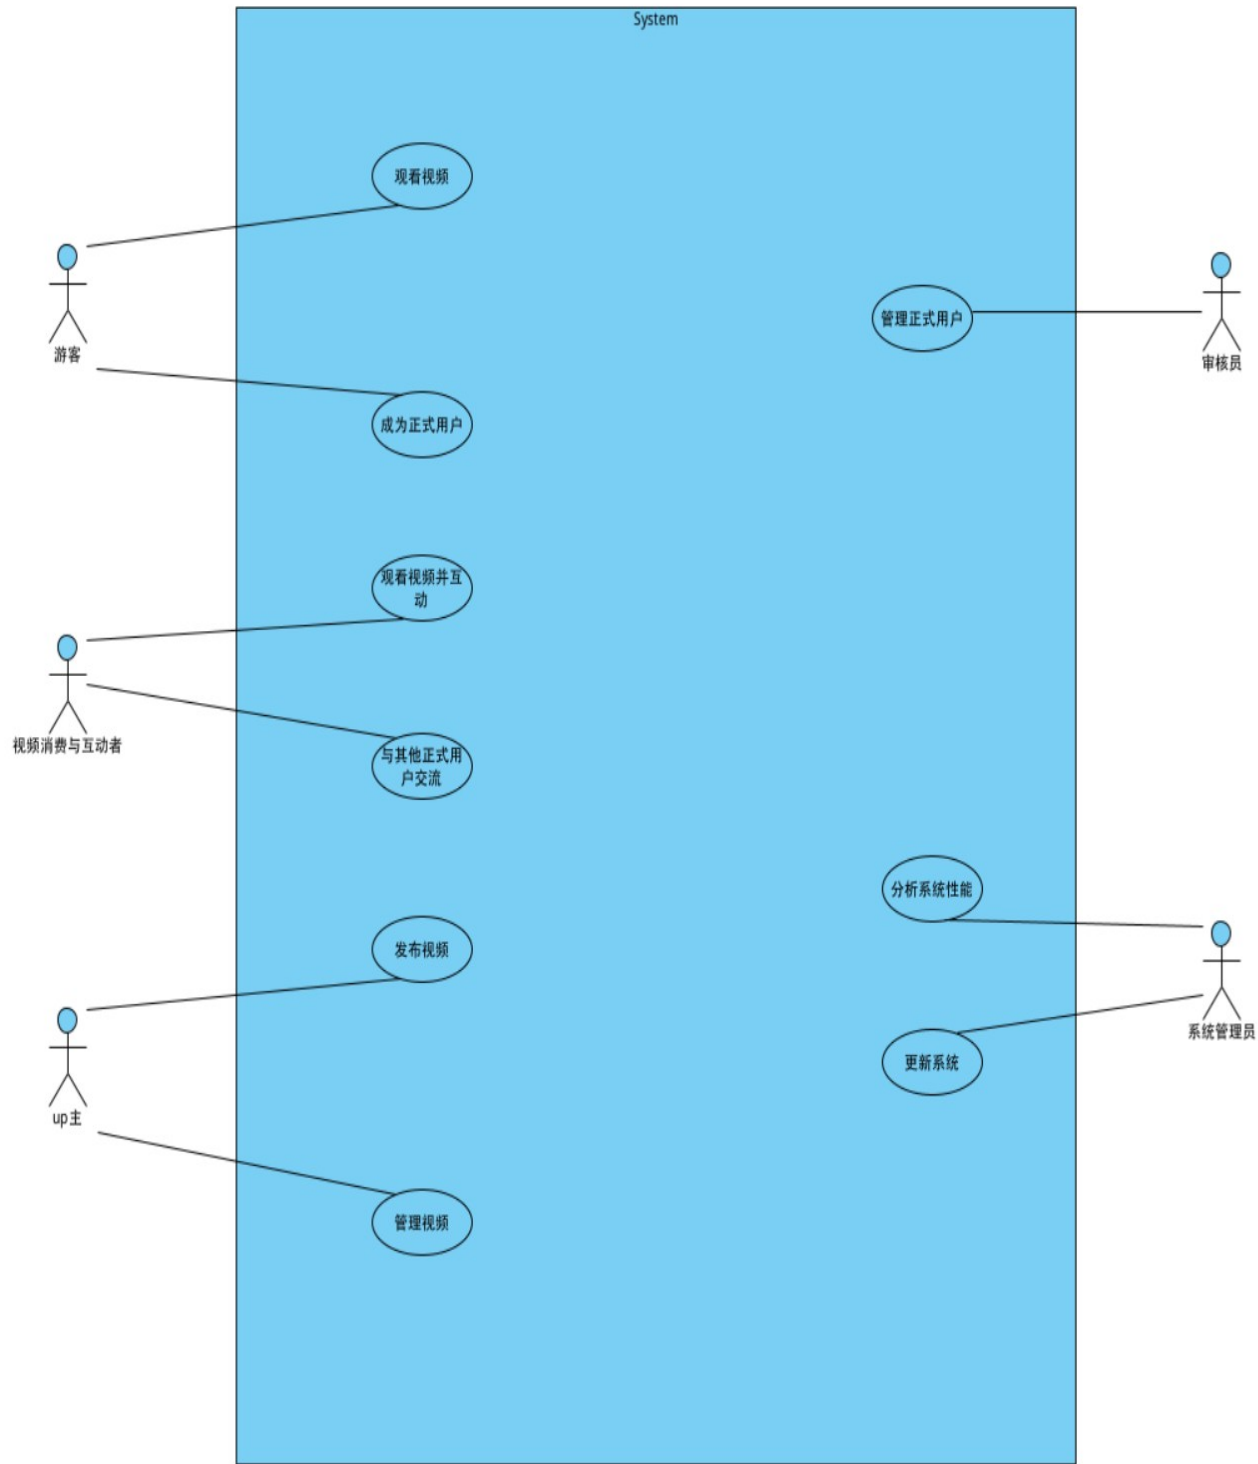 System
观看视频
游客
管理正式用户
审核员
成为正式用户
观看视频并互
动
视频消费与互动者
与其他正式用
户交流
分析系统性能
发布视频
系统管理员
更新系统
up主
管理视频